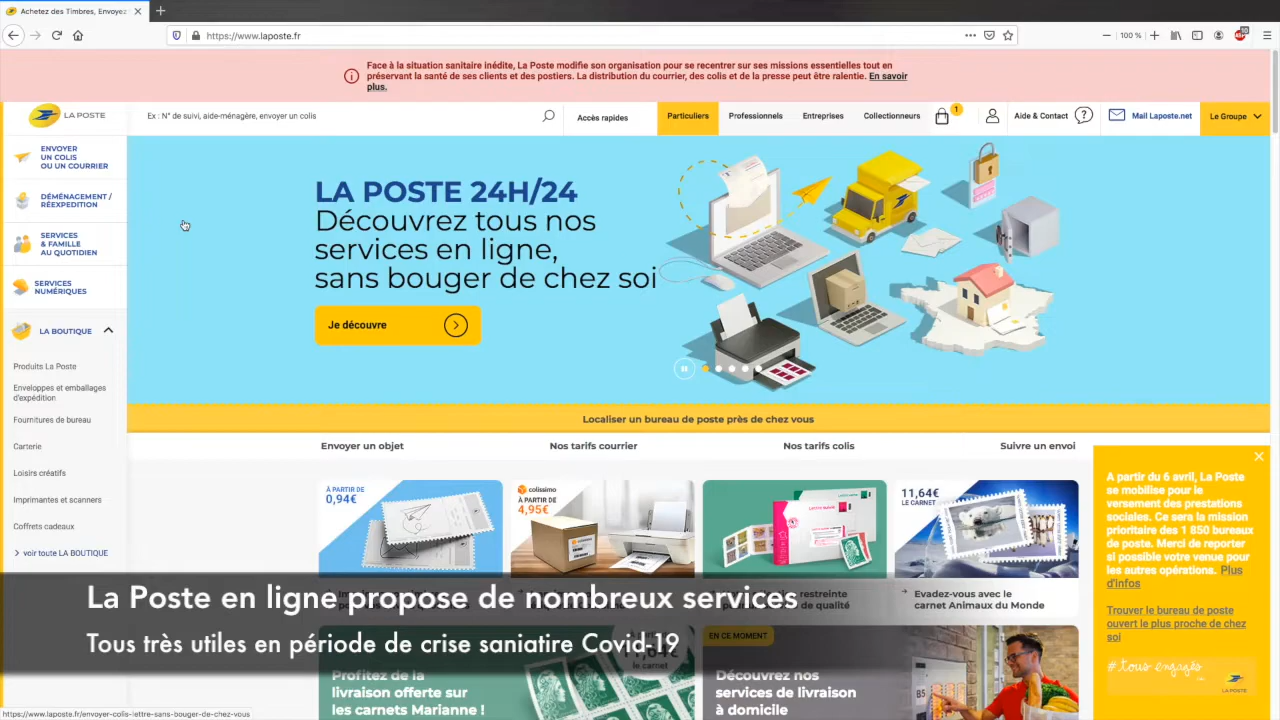 Achetez des Timbres, Envoyez
https://www.laposte.fr
100 %
Face à la situation sanitaire inédite, La Poste modifie son organisation pour se recentrer sur ses missions essentielles tout en
préservant la santé de ses clients et des postiers. La distribution du courrier, des colis et de la presse peut être ralentie. En savoir
plus.
LA POSTE
Ex : N° de suivi, aide-ménagère, envoyer un colis
Accès rapides
Particuliers
Professionnels
Entreprises
Collectionneurs
1
Aide & Contact
?
Mail Laposte.net
Le Groupe
ENVOYER
UN COLIS
OU UN COURRIER
DÉMÉNAGEMENT /
RÉEXPEDITION
SERVICES
& FAMILLE
AU QUOTIDIEN
SERVICES
NUMÉRIQUES
LA BOUTIQUE
Produits La Poste
Enveloppes et emballages
d'expédition
Fournitures de bureau
Carterie
Loisirs créatifs
Imprimantes et scanners
Coffrets cadeaux
voir toute LA BOUTIQUE
LA POSTE 24H/24
Découvrez tous nos
services en ligne,
sans bouger de chez soi
Je découvre
Localiser un bureau de poste près de chez vous
Envoyer un objet
Nos tarifs courrier
Nos tarifs colis
Suivre un envoi
À PARTIR DE
0,94€
colissimo
À PARTIR DE
4,95€
11,64€
LE CARNET
restreinte
de qualité
Evadez-vous avec le
carnet Animaux du Monde
La Poste en ligne propose de nombreux services
Tous très utiles en période de crise saniatire Covid-19
11,64€
le carnet
Profitez de la
livraison offerte sur
les carnets Marianne !
EN CE MOMENT
Découvrez nos
services de livraison
à domicile
A partir du 6 avril, La Poste
se mobilise pour le
versement des prestations
sociales. Ce sera la mission
prioritaire des 1 850 bureaux
de poste. Merci de reporter
si possible votre venue pour
les autres opérations. Plus
d'infos
Trouver le bureau de poste
ouvert le plus proche de chez
soi
#tous engagés
LA POSTE
https://www.laposte.fr/envoyer-colis-lettre-sans-bouger-de-chez-vous